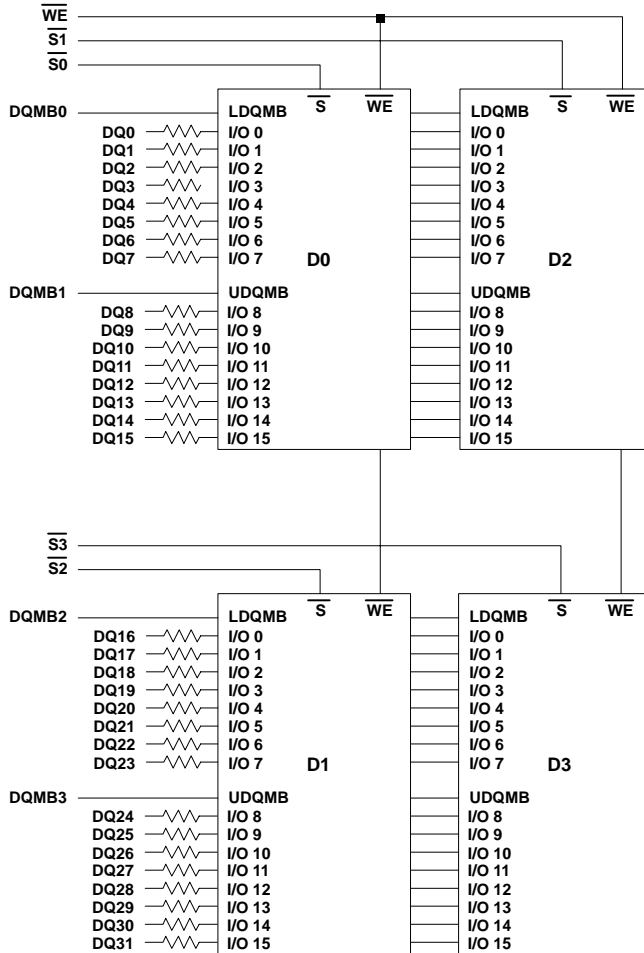 WE
S1
S0
S WE S WE
DQMB0 LDQMB LDQMB
DQ0 I/O 0 I/O 0
DQ1 I/O 1 I/O 1
DQ2 I/O 2 I/O 2
DQ3 I/O 3 I/O 3
DQ4 I/O 4 I/O 4
DQ5 I/O 5 I/O 5
DQ6 I/O 6 I/O 6
DQ7 I/O 7 D0 I/O 7 D2
DQMB1 UDQMB UDQMB
DQ8 I/O 8 I/O 8
DQ9 I/O 9 I/O 9
DQ10 I/O 10 I/O 10
DQ11 I/O 11 I/O 11
DQ12 I/O 12 I/O 12
DQ13 I/O 13 I/O 13
DQ14 I/O 14 I/O 14
DQ15 I/O 15 I/O 15
S3
S2
S WE S WE
DQMB2 LDQMB LDQMB
DQ16 I/O 0 I/O 0
DQ17 I/O 1 I/O 1
DQ18 I/O 2 I/O 2
DQ19 I/O 3 I/O 3
DQ20 I/O 4 I/O 4
DQ21 I/O 5 I/O 5
DQ22 I/O 6 I/O 6
DQ23 I/O 7 D1 I/O 7 D3
DQMB3 UDQMB UDQMB
DQ24 I/O 8 I/O 8
DQ25 I/O 9 I/O 9
DQ26 I/O 10 I/O 10
DQ27 I/O 11 I/O 11
DQ28 I/O 12 I/O 12
DQ29 I/O 13 I/O 13
DQ30 I/O 14 I/O 14
DQ31 I/O 15 I/O 15